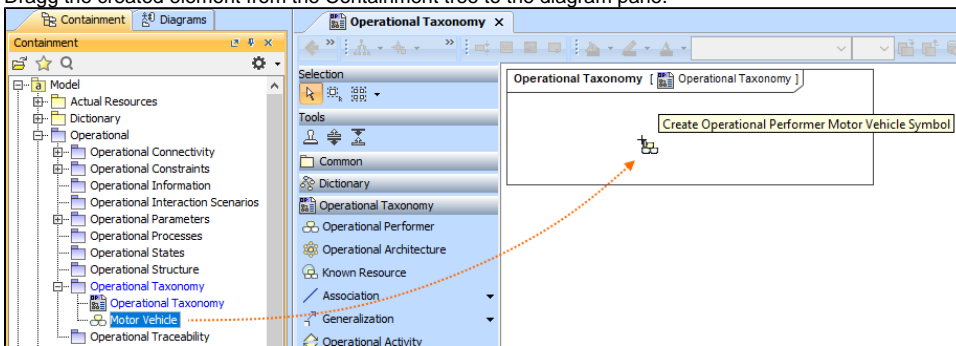 Dragg the created element from the Containment tree to the diagram pane.
Containment
Diagrams
Containment
Model
Actual Resources
Dictionary
Operational
Operational Connectivity
Operational Constraints
Operational Information
Operational Interaction Scenarios
Operational Parameters
Operational Processes
Operational States
Operational Structure
Operational Taxonomy
Operational Taxonomy
Motor Vehicle
Operational Traceability
Operational Taxonomy
Selection
Tools
Common
Dictionary
Operational Taxonomy
Operational Performer
Operational Architecture
Known Resource
Association
Generalization
Operational Activity
Operational Taxonomy [ Operational Taxonomy ]
Create Operational Performer Motor Vehicle Symbol